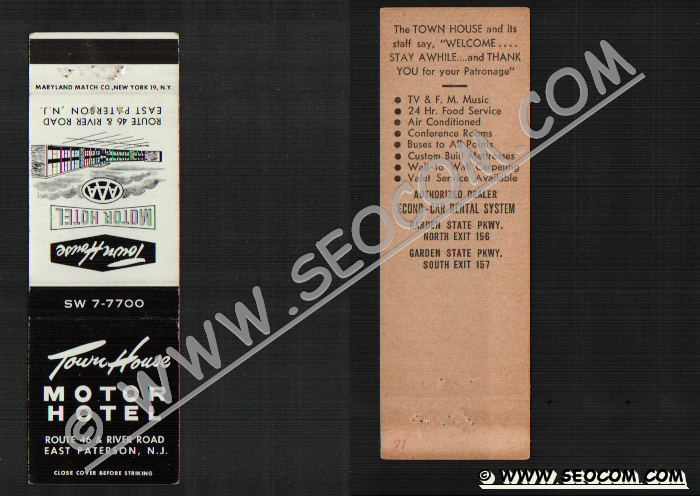 MARYLAND MATCH CO., NEW YORK 19, N.Y.
ROUTE 46 & RIVER ROAD
EAST PATERSON, N.J.
AAA
MOTOR HOTEL
Town House
SW 7-7700
Town House
MOTOR
HOTEL
ROUTE 46 & RIVER ROAD
EAST PATERSON, N.J.
CLOSE COVER BEFORE STRIKING
The TOWN HOUSE and its
staff say, "WELCOME....
STAY AWHILE....and THANK
YOU for your Patronage"
● TV & F. M. Music
● 24 Hr. Food Service
● Air Conditioned
● Conference Rooms
● Buses to All Points
● Custom Built Mattresses
● Wall to Wall Carpeting
● Valet Service Available
AUTHORIZED DEALER
ECONO-CAR RENTAL SYSTEM
GARDEN STATE PKWY.
NORTH EXIT 156
GARDEN STATE PKWY.
SOUTH EXIT 157
81
© WWW.SEOCOM.COM
© WWW.SEOCOM.COM